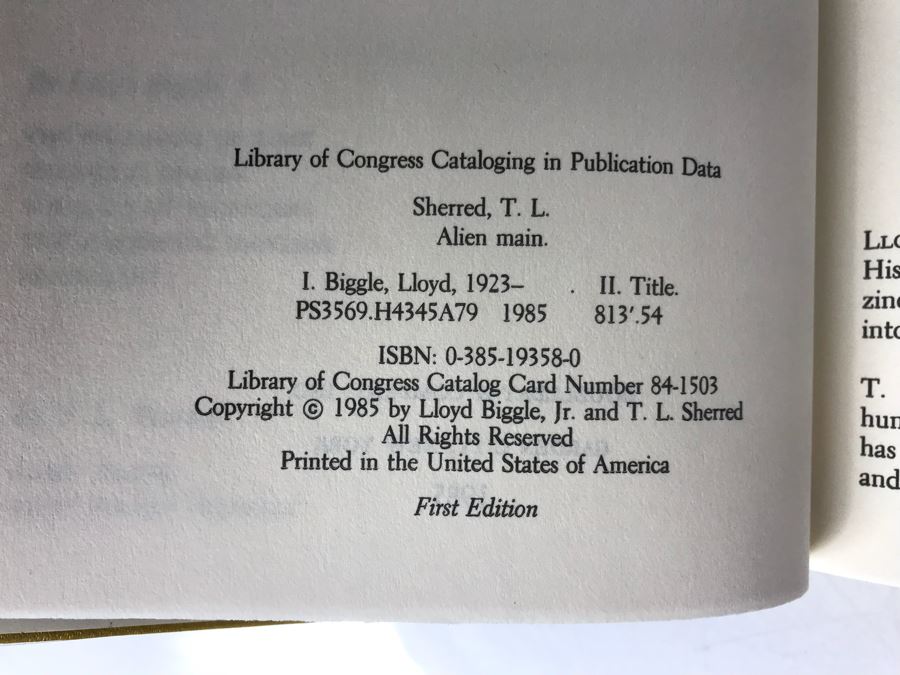 Library of Congress Cataloging in Publication Data
Sherred, T. L.
Alien main.
I. Biggle, Lloyd, 1923– . II. Title.
PS3569.H4345A79 1985 813′.54
ISBN: 0-385-19358-0
Library of Congress Catalog Card Number 84-1503
Copyright © 1985 by Lloyd Biggle, Jr. and T. L. Sherred
All Rights Reserved
Printed in the United States of America
First Edition
His
T.
has
and